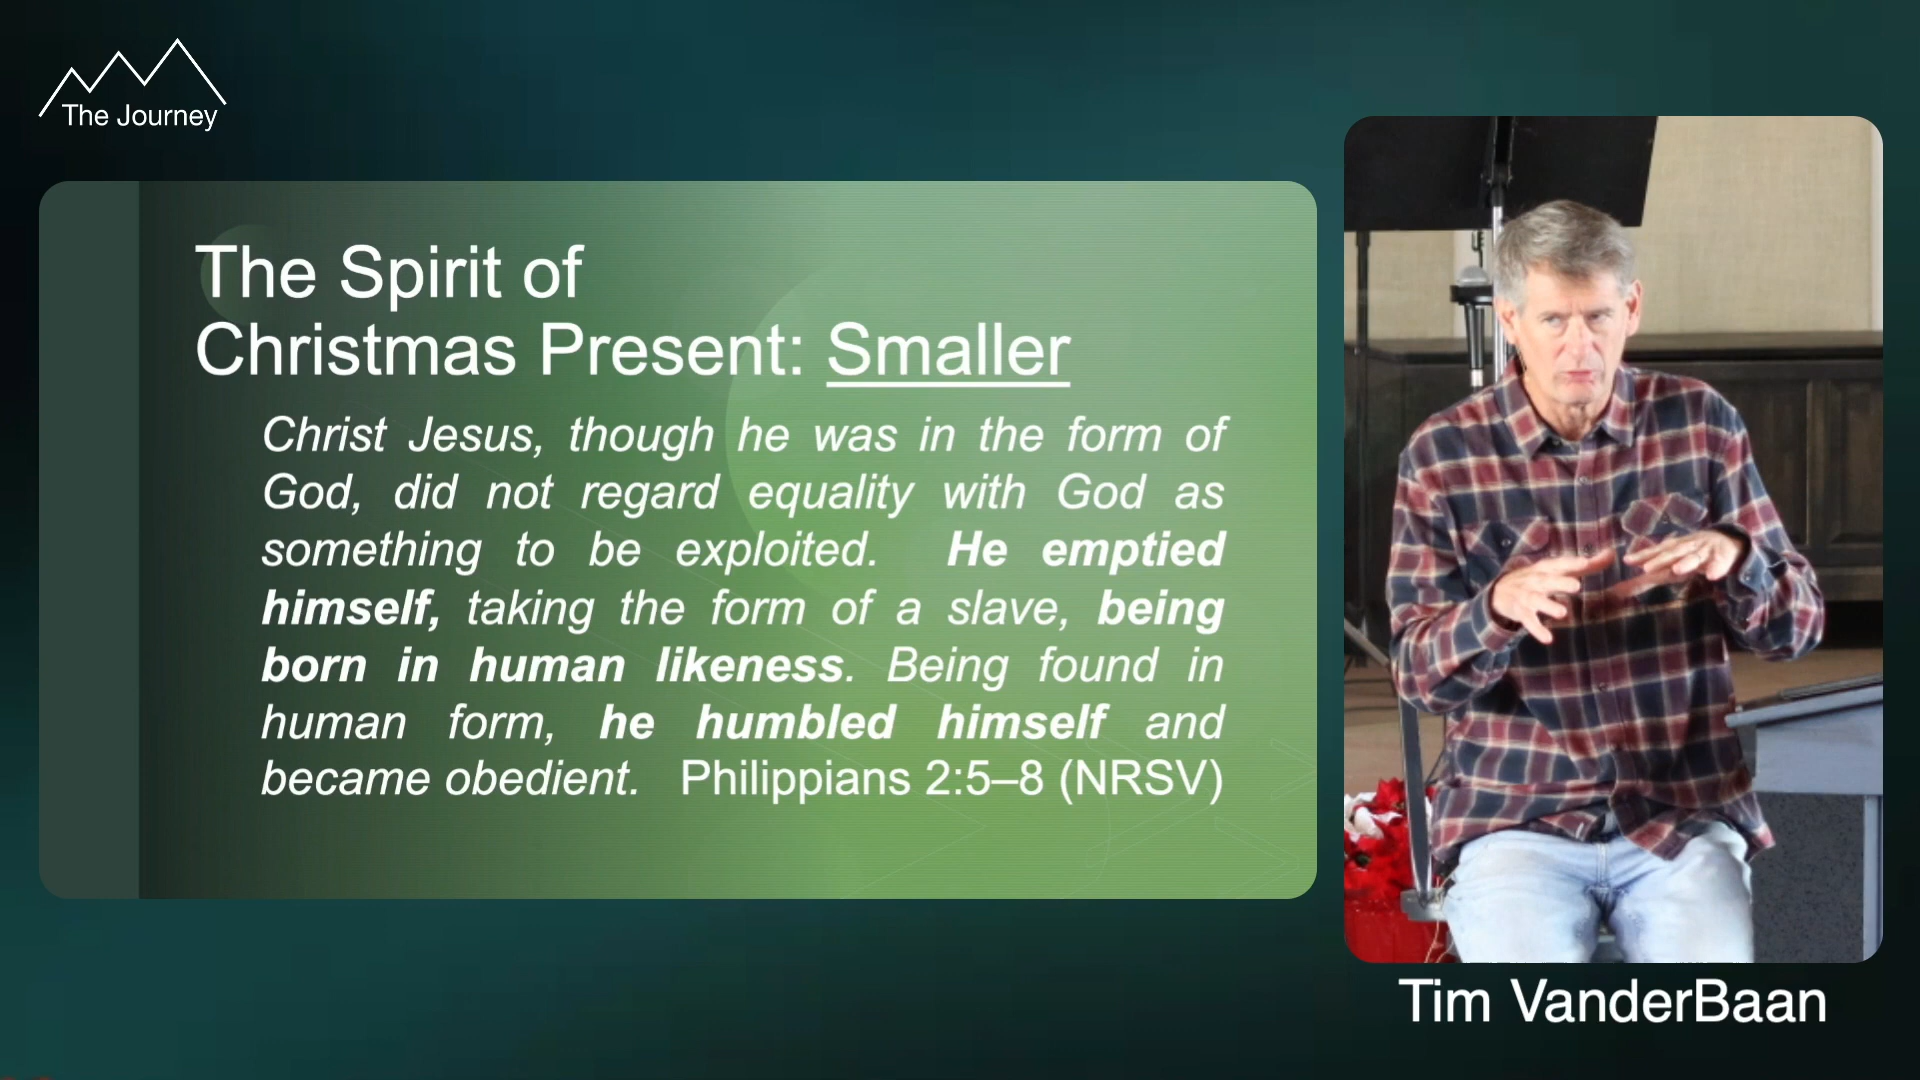 The Journey
The Spirit of
Christmas Present: Smaller
Christ Jesus, though he was in the form of
God, did not regard equality with God as
something to be exploited. He emptied
himself, taking the form of a slave, being
born in human likeness. Being found in
human form, he humbled himself and
became obedient. Philippians 2:5–8 (NRSV)
Tim VanderBaan